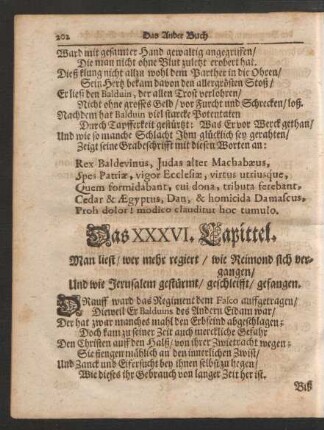 202 Das Ander Buch
Ward mit gesamter Hand gewaltig angegriffen/
Die man nicht ohne Blut zuletzt erobert hat.
Dieß klung nicht allzu wohl dem Parther in die Ohren/
Sein Hertz bekam davon den allergrösten Stoß/
Er ließ den Balduin, der allen Trost verlohren/
Nicht ohne grosses Geld/ vor Furcht und Schrecken/ loß.
Nachdem hat Balduin viel starcke Potentaten
Durch Tapfferkeit gestürtzt: Was Er vor Werck gethan/
Und wie so manche Schlacht Ihm glücklich sey gerahten/
Zeigt seine Grabeschrifft mit diesen Worten an:
Rex Baldevinus, Judas alter Machabæus,
Spes Patriæ, vigor Ecclesiæ, virtus utriusque,
Quem formidabant, cui dona, tributa ferebant,
Cedar & Ægyptus, Dan, & homicida Damascus,
Proh dolor! modico clauditur hoc tumulo.
Das XXXVI. Capittel.
Man liest/ wer mehr regiert / wie Reimond sich ver-
gangen/
Und wie Jerusalem gestürmt/ geschleifft/ gefangen.
DRauff ward das Regiment dem Falco auffgetragen/
Dieweil Er Balduins des Andern Eidam war/
Der hat zwar manches mahl den Erbfeind abgeschlagen:
Doch kam zu seiner Zeit auch merckliche Gefahr
Den Christen auff den Halß/ von ihrer Zwietracht wegen:
Sie fiengen mählich an den innerlichen Zwist/
Und Zanck und Eifersucht bey ihnen selbst zu hegen/
Wie dieses ihr Gebrauch von langer Zeit her ist.
Biß